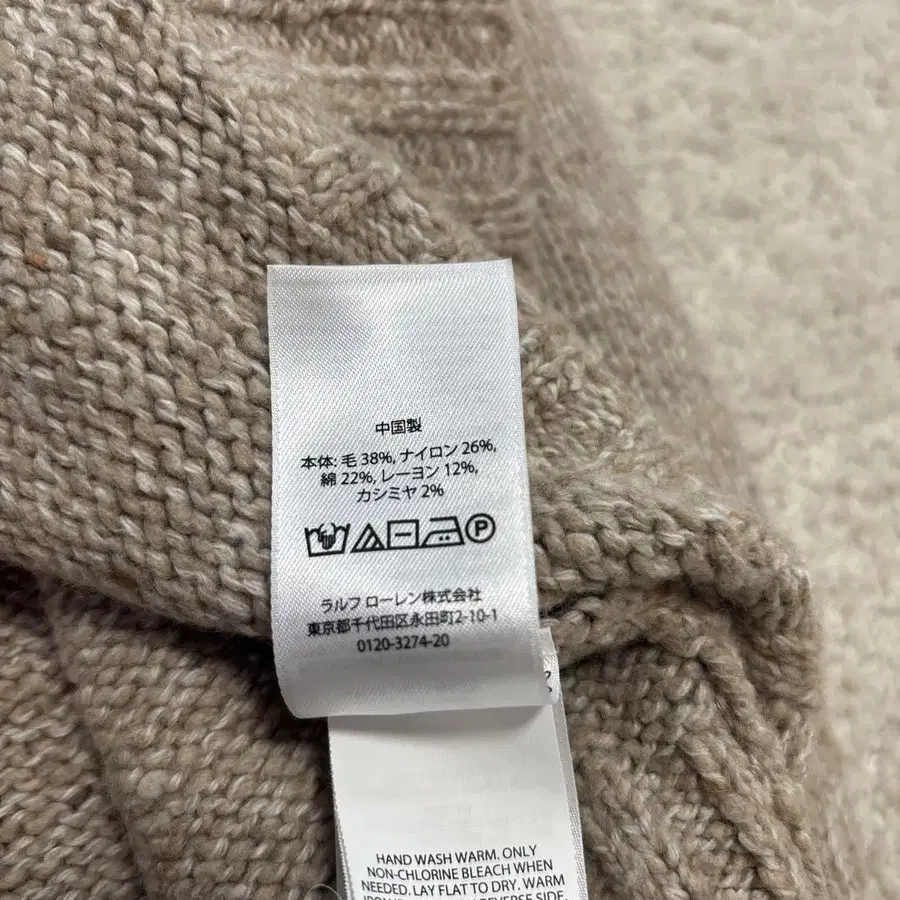 中国製
本体: 毛 38%, ナイロン 26%,
綿 22%, レーヨン 12%,
カシミヤ 2%
P
ラルフ ローレン株式会社
東京都千代田区永田町2-10-1
0120-3274-20
HAND WASH WARM. ONLY
NON-CHLORINE BLEACH WHEN
NEEDED. LAY FLAT TO DRY. WARM
REVERSE SIDE.